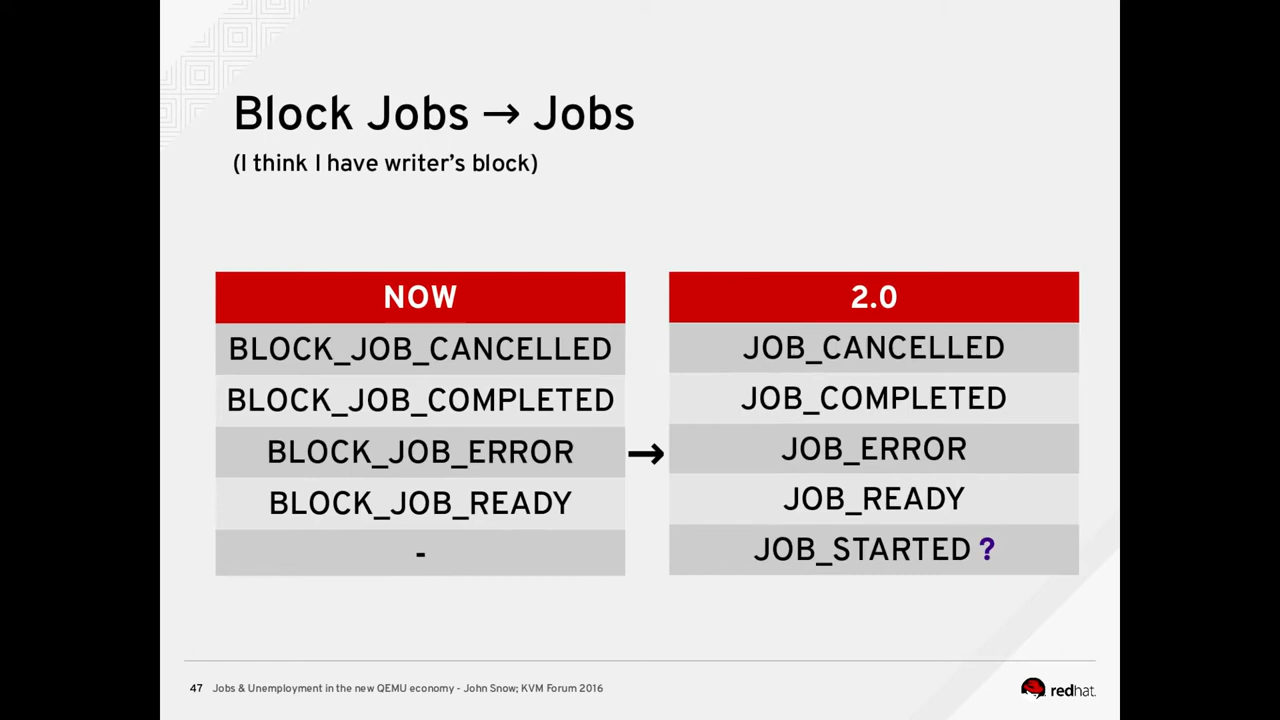 Block Jobs → Jobs
(I think I have writer's block)
NOW
BLOCK_JOB_CANCELLED
BLOCK_JOB_COMPLETED
BLOCK_JOB_ERROR
BLOCK_JOB_READY
-
→
2.0
JOB_CANCELLED
JOB_COMPLETED
JOB_ERROR
JOB_READY
JOB_STARTED ?
47 Jobs & Unemployment in the new QEMU economy - John Snow; KVM Forum 2016
redhat.